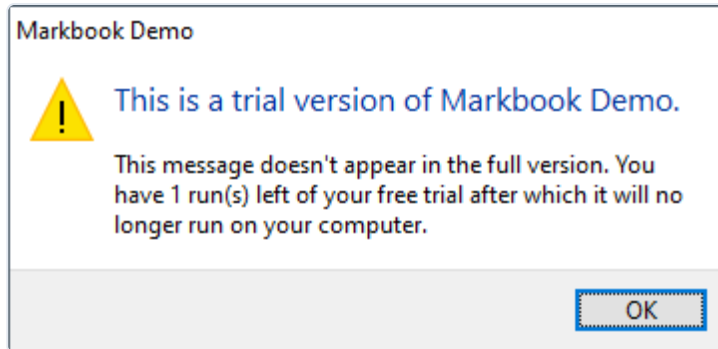 Markbook Demo
This is a trial version of Markbook Demo.
This message doesn't appear in the full version. You
have 1 run(s) left of your free trial after which it will no
longer run on your computer.
OK